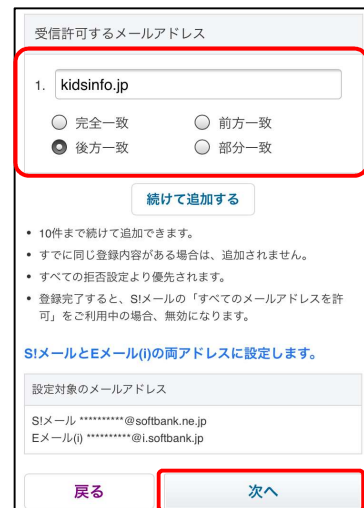 受信許可するメールアドレス
1. kidsinfo.jp
完全一致 前方一致
後方一致 部分一致
続けて追加する
• 10件まで続けて追加できます。
• すでに同じ登録内容がある場合は、追加されません。
• すべての拒否設定より優先されます。
• 登録完了すると、S!メールの「すべてのメールアドレスを許
可」をご利用中の場合、無効になります。
S!メールとEメール(i)の両アドレスに設定します。
設定対象のメールアドレス
S!メール **********@softbank.ne.jp
Eメール(i) **********@i.softbank.jp
戻る 次へ